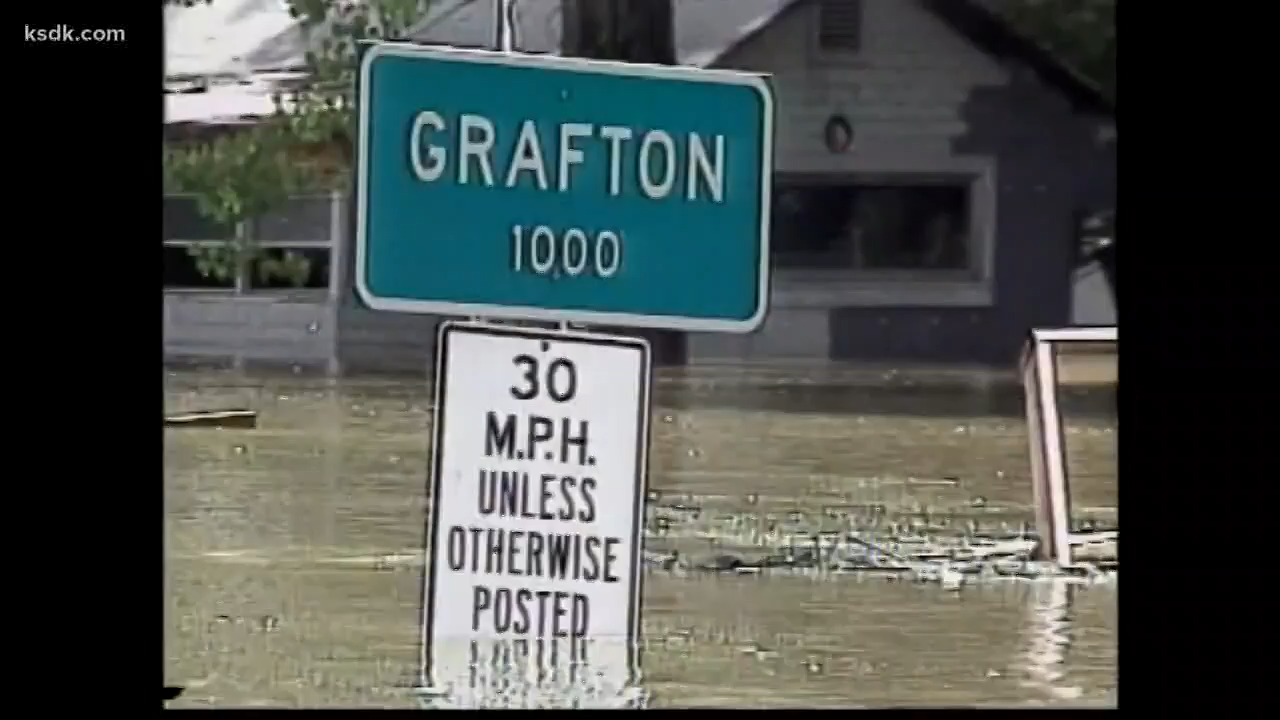 ksdk.com
GRAFTON
1000
30
M.P.H.
UNLESS
OTHERWISE
POSTED